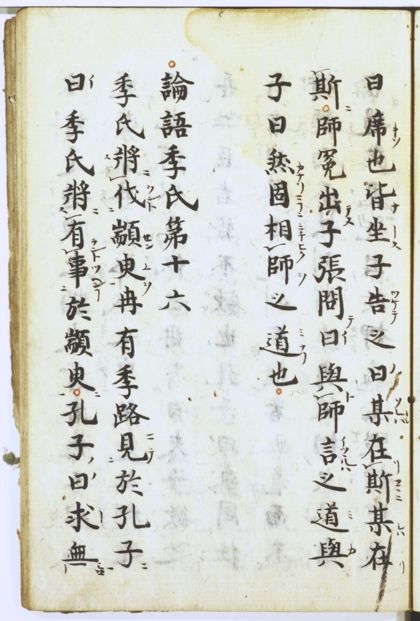 曰席也皆坐子告之曰某在斯某在
斯師冕出子張問曰與師言之道與
子曰然固相師之道也
論語季氏第十六
季氏將伐顓臾冉有季路見於孔子
曰季氏將有事於顓臾孔子曰求無